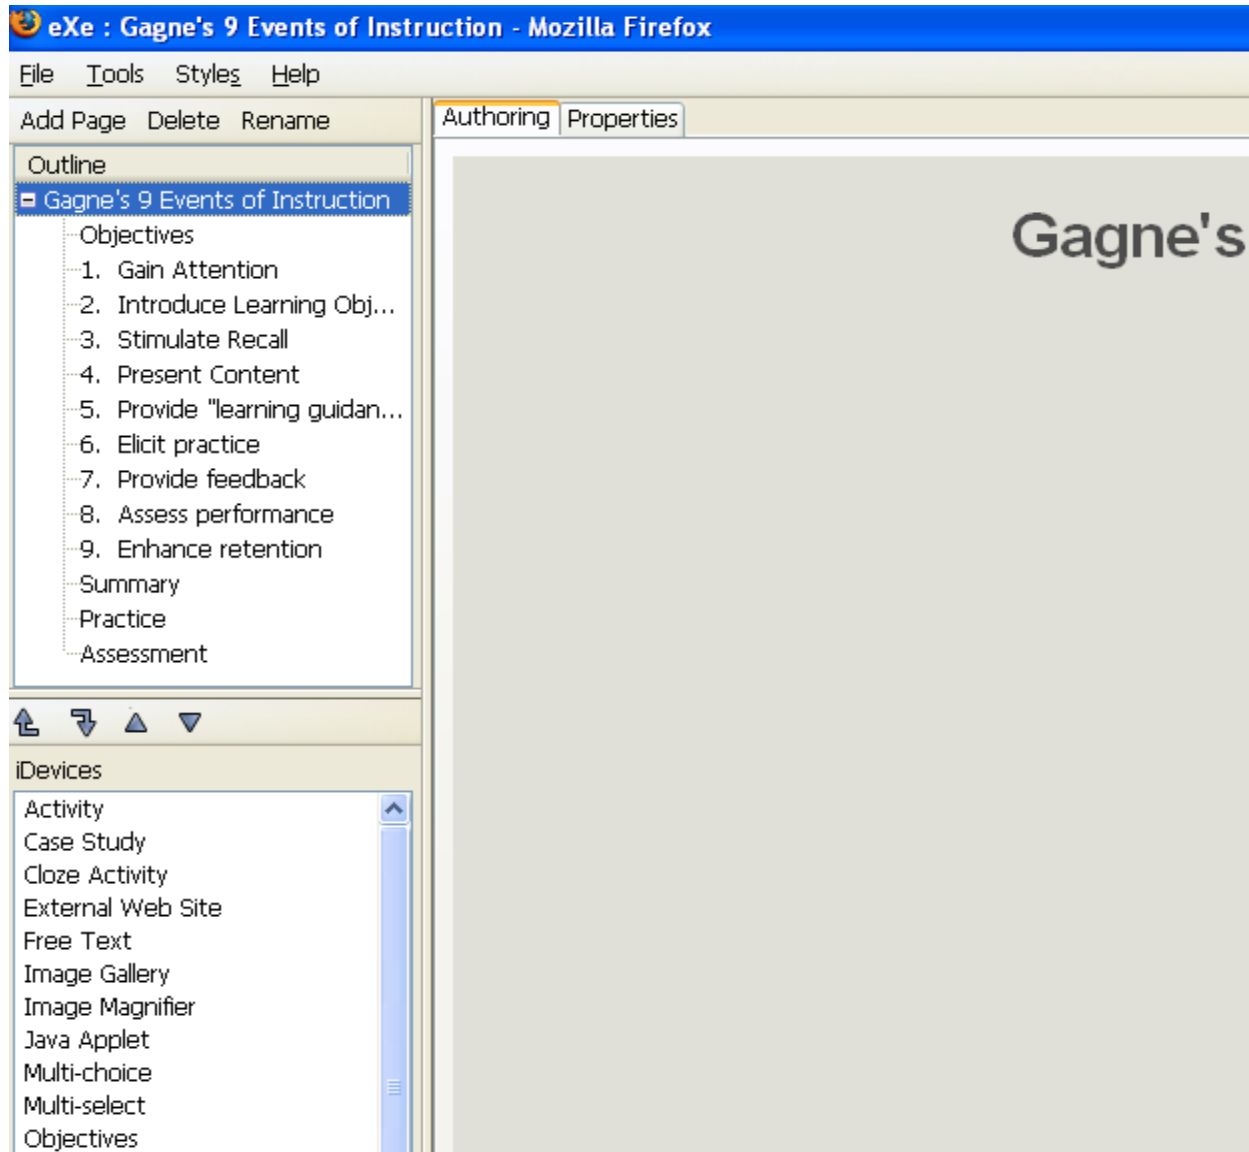 eXe : Gagne's 9 Events of Instruction - Mozilla Firefox
File Tools Styles Help
Add Page Delete Rename
Authoring Properties
Outline
Gagne's 9 Events of Instruction
Objectives
1. Gain Attention
2. Introduce Learning Obj...
3. Stimulate Recall
4. Present Content
5. Provide "learning guidan...
6. Elicit practice
7. Provide feedback
8. Assess performance
9. Enhance retention
Summary
Practice
Assessment
Gagne's
iDevices
Activity
Case Study
Cloze Activity
External Web Site
Free Text
Image Gallery
Image Magnifier
Java Applet
Multi-choice
Multi-select
Objectives